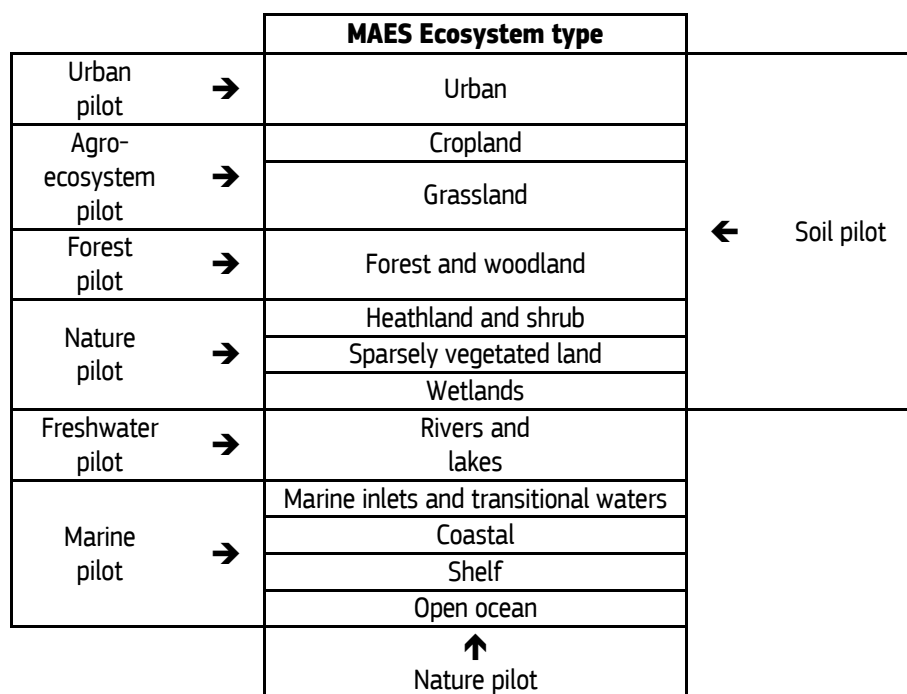 MAES Ecosystem type
Urban
pilot
➔
Urban
Agro-
ecosystem
pilot
➔
Cropland
Grassland
Forest
pilot
➔
Forest and woodland
Nature
pilot
➔
Heathland and shrub
Sparsely vegetated land
Wetlands
🡰 Soil pilot
Freshwater
pilot
➔
Rivers and
lakes
Marine
pilot
➔
Marine inlets and transitional waters
Coastal
Shelf
Open ocean
🡱
Nature pilot